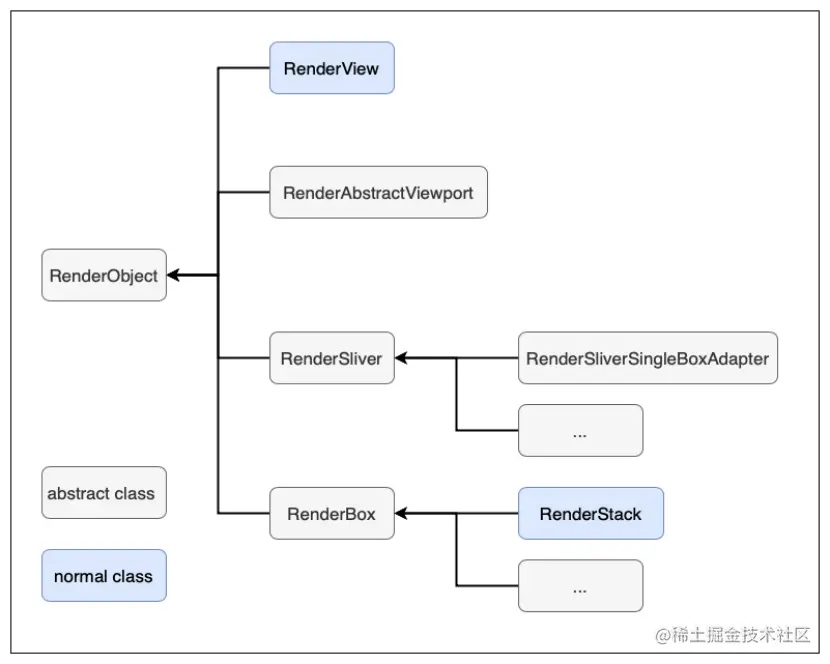 RenderView
RenderAbstractViewport
RenderObject
RenderSliver
RenderSliverSingleBoxAdapter
...
abstract class
RenderBox
RenderStack
normal class
...
@稀土掘金技术社区